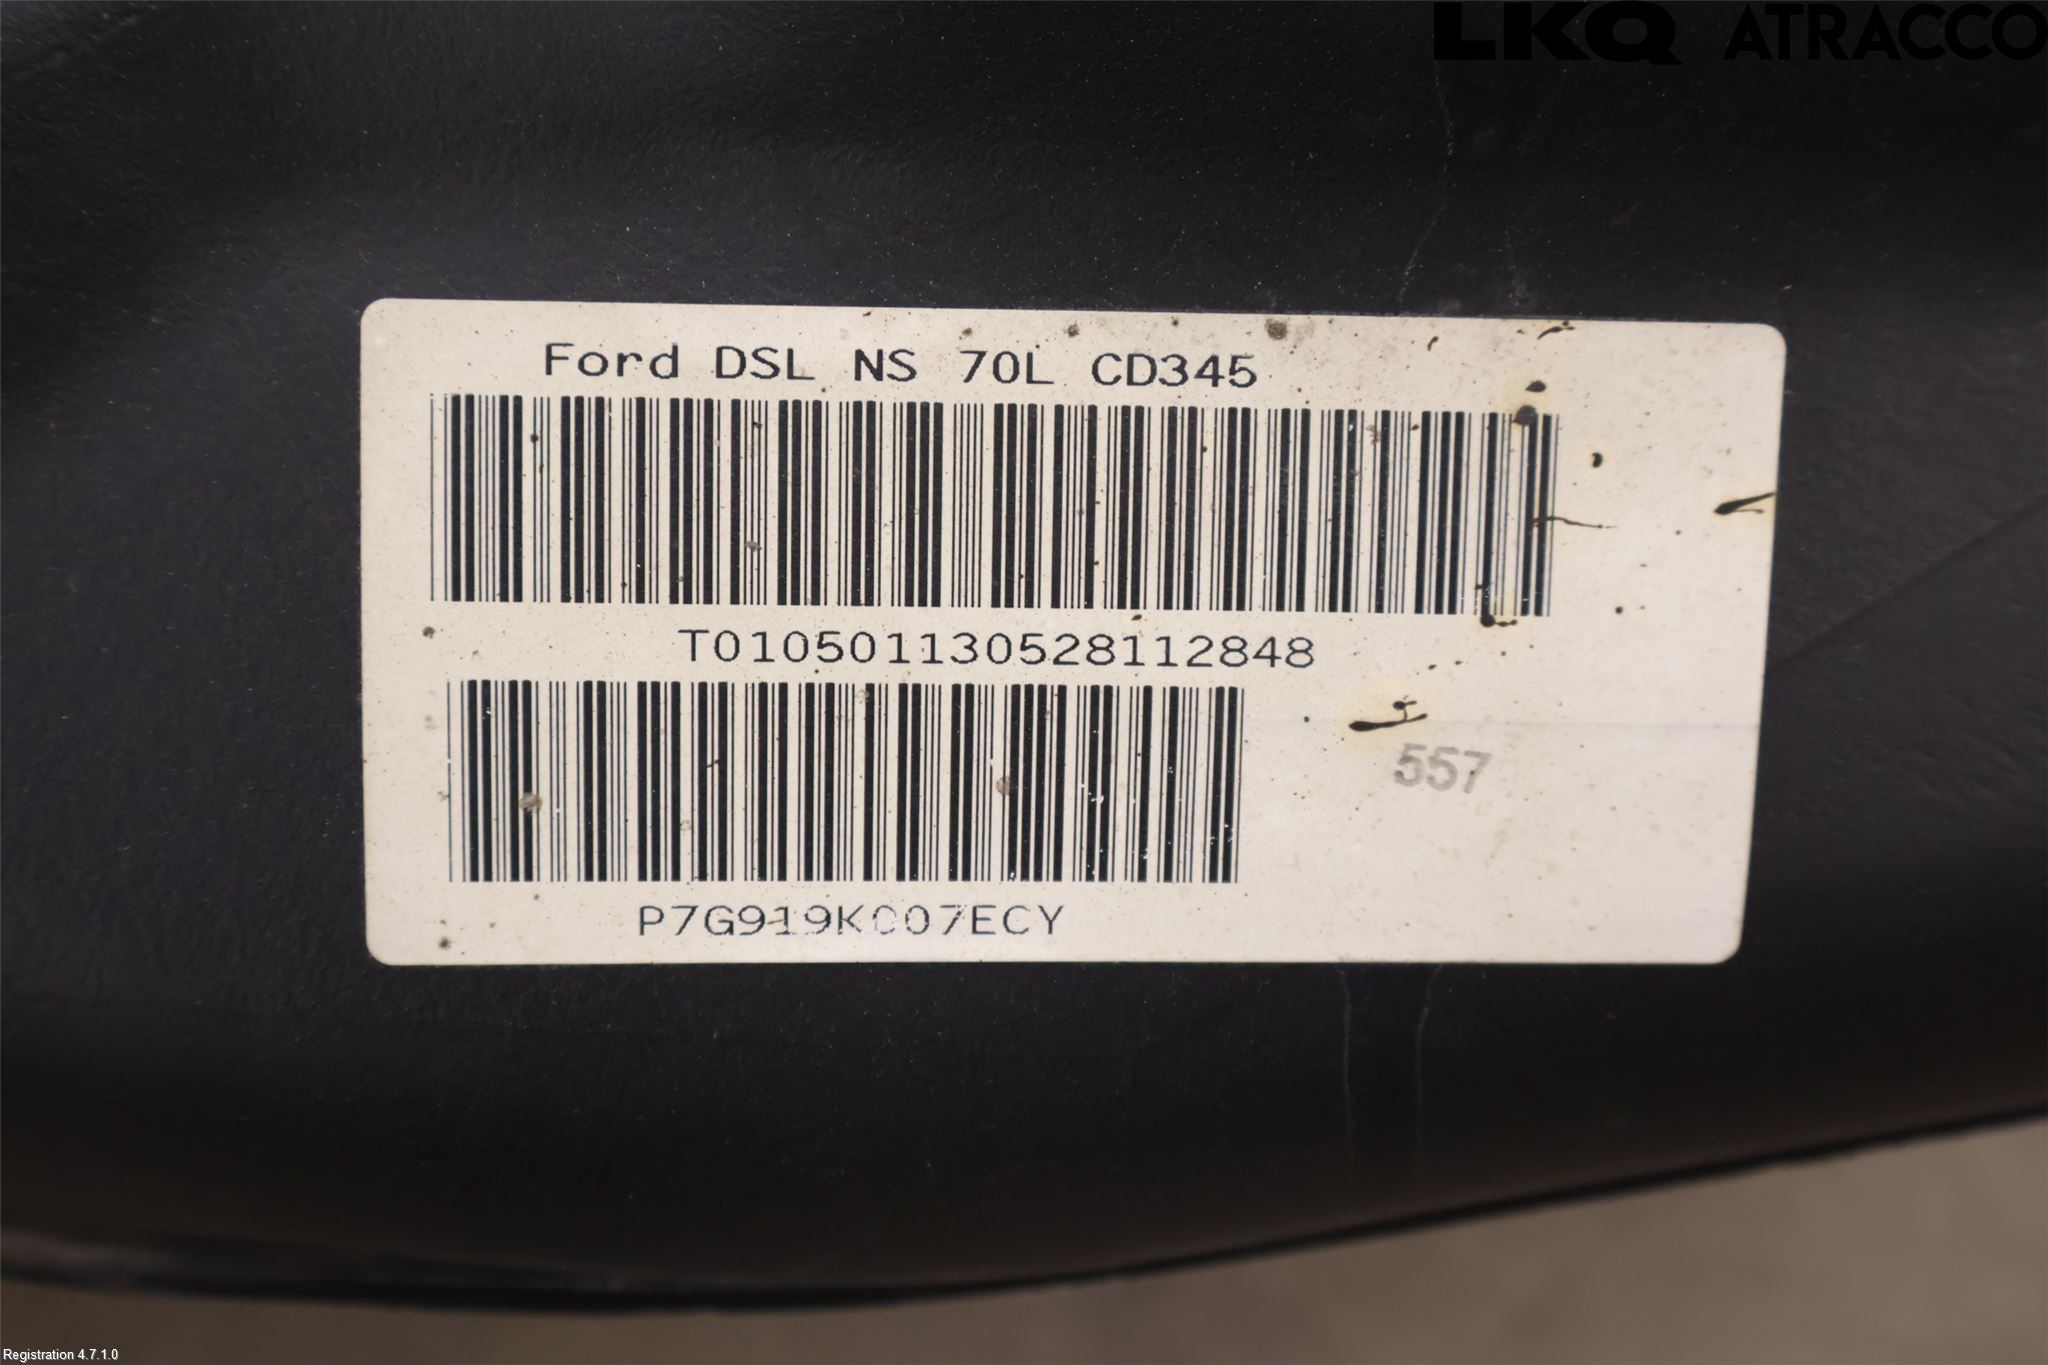 LKQ ATRACCO
Ford DSL NS 70L CD345
T010501130528112848
557
P7G919K007ECY
Registration 4.7.1.0